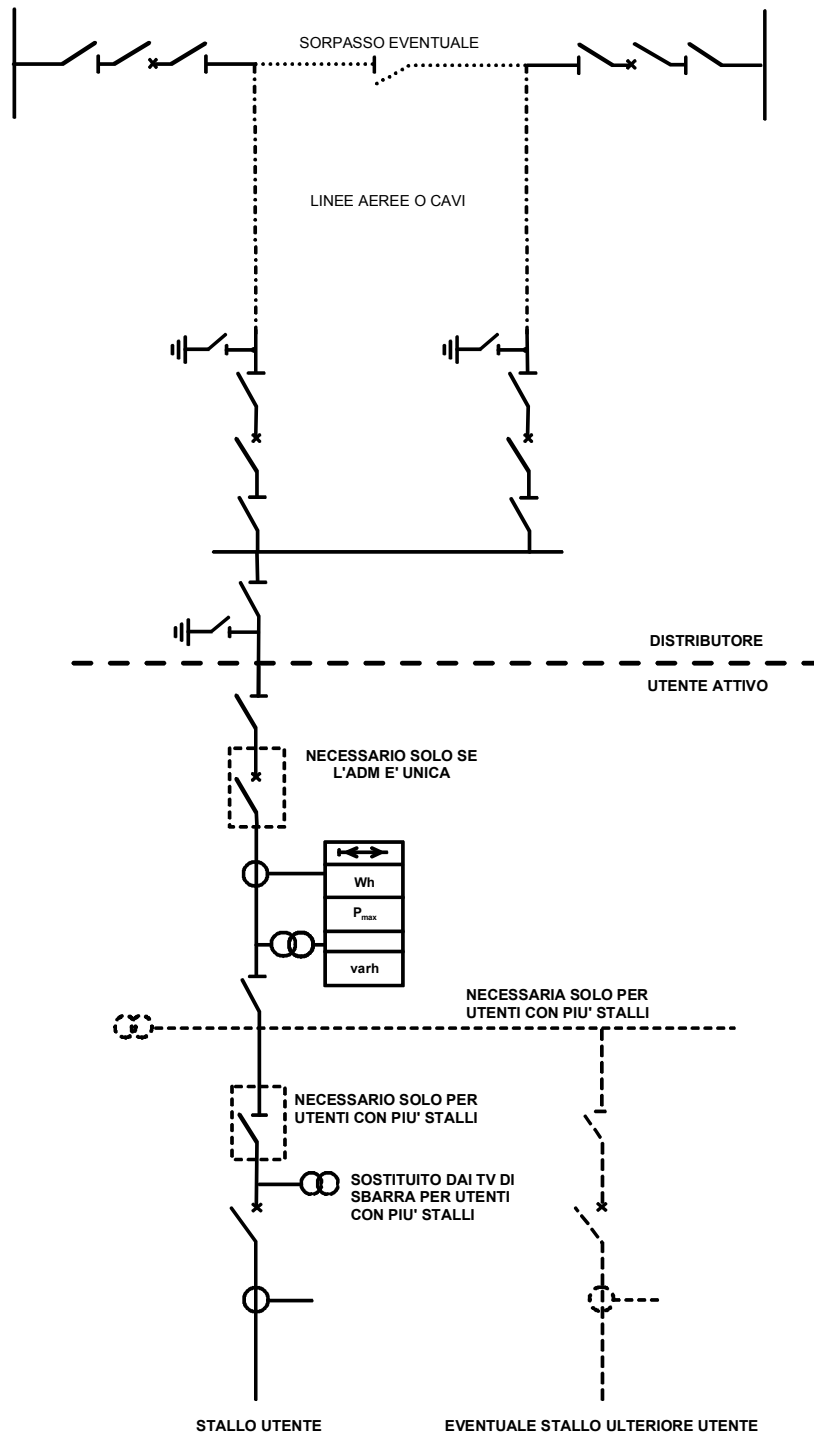 SORPASSO EVENTUALE
LINEE AEREE O CAVI
DISTRIBUTORE
UTENTE ATTIVO
NECESSARIO SOLO SE
L'ADM E' UNICA
Wh
Pmax
varh
NECESSARIA SOLO PER
UTENTI CON PIU' STALLI
NECESSARIO SOLO PER
UTENTI CON PIU' STALLI
SOSTITUITO DAI TV DI
SBARRA PER UTENTI
CON PIU' STALLI
STALLO UTENTE
EVENTUALE STALLO ULTERIORE UTENTE